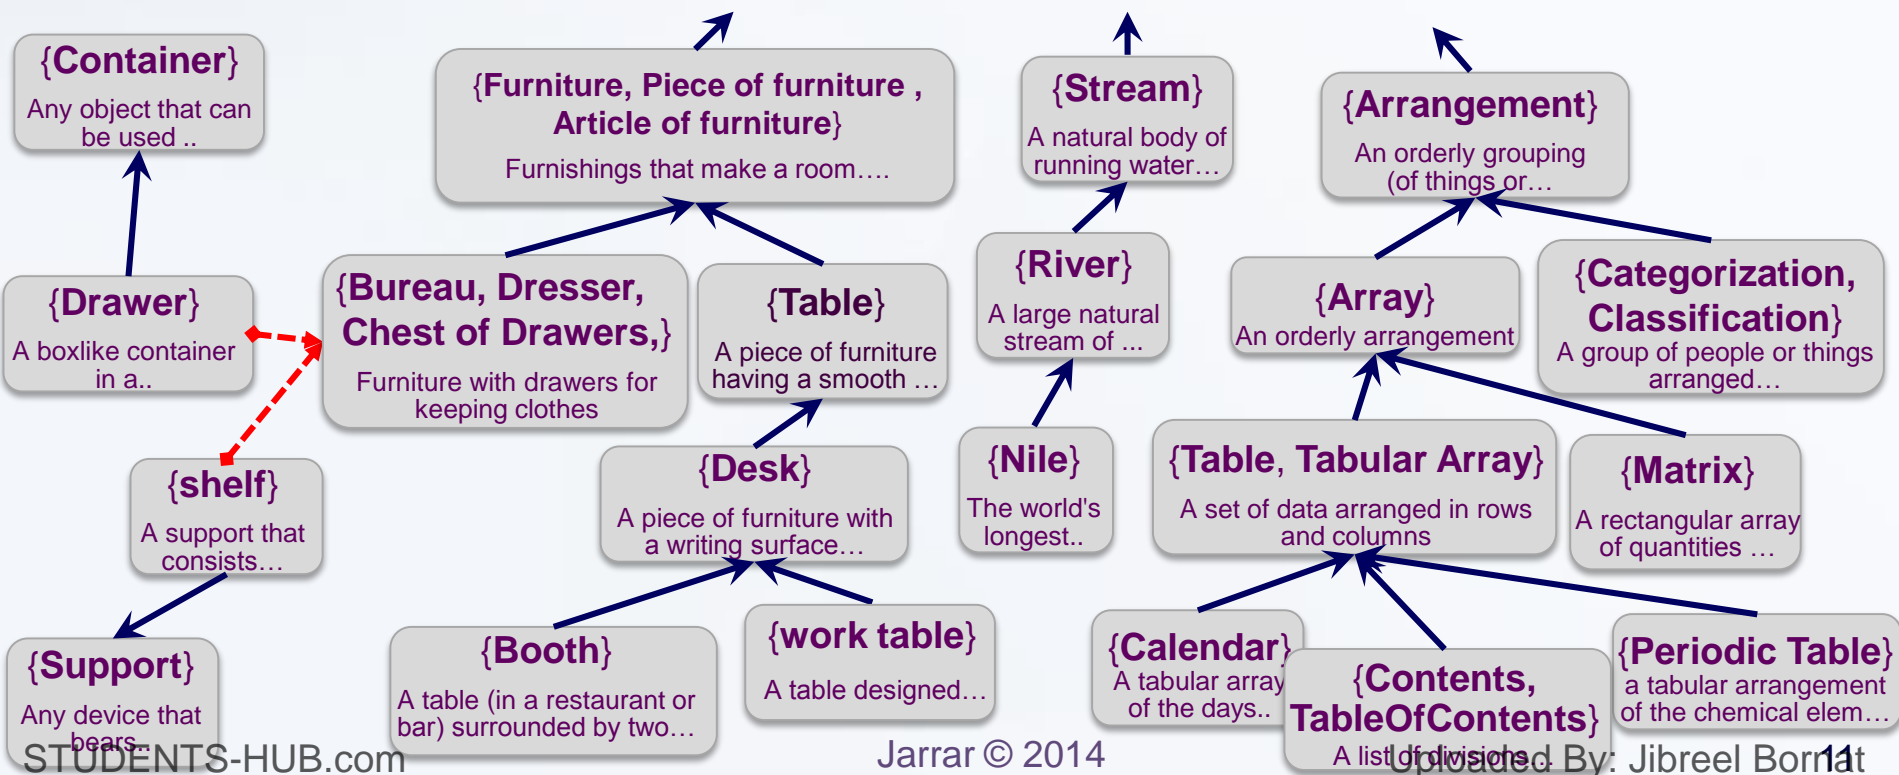 {Container}
Any object that can
be used ..
{Furniture, Piece of furniture ,
Article of furniture}
Furnishings that make a room….
{Stream}
A natural body of
running water…
{Arrangement}
An orderly grouping
(of things or…
{Drawer}
A boxlike container
in a..
{Bureau, Dresser,
Chest of Drawers,}
Furniture with drawers for
keeping clothes
{Table}
A piece of furniture
having a smooth …
{River}
A large natural
stream of ...
{Array}
An orderly arrangement
{Categorization,
Classification}
A group of people or things
arranged…
{shelf}
A support that
consists…
{Desk}
A piece of furniture with
a writing surface…
{Nile}
The world's
longest..
{Table, Tabular Array}
A set of data arranged in rows
and columns
{Matrix}
A rectangular array
of quantities …
{Support}
Any device that
bears..
{Booth}
A table (in a restaurant or
bar) surrounded by two…
{work table}
A table designed…
{Calendar}
A tabular array
of the days..
{Contents,
TableOfContents}
A list of divisions…
{Periodic Table}
a tabular arrangement
of the chemical elem…
STUDENTS-HUB.com
Jarrar © 2014
Uploaded By: Jibreel Bornat
11